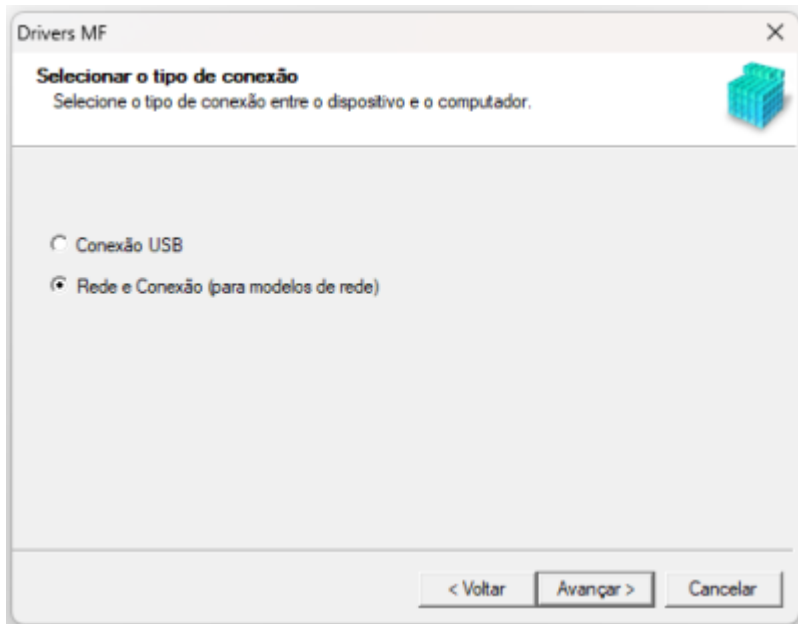 Drivers MF
Selecionar o tipo de conexão
Selecione o tipo de conexão entre o dispositivo e o computador.
Conexão USB
Rede e Conexão (para modelos de rede)
< Voltar
Avançar >
Cancelar